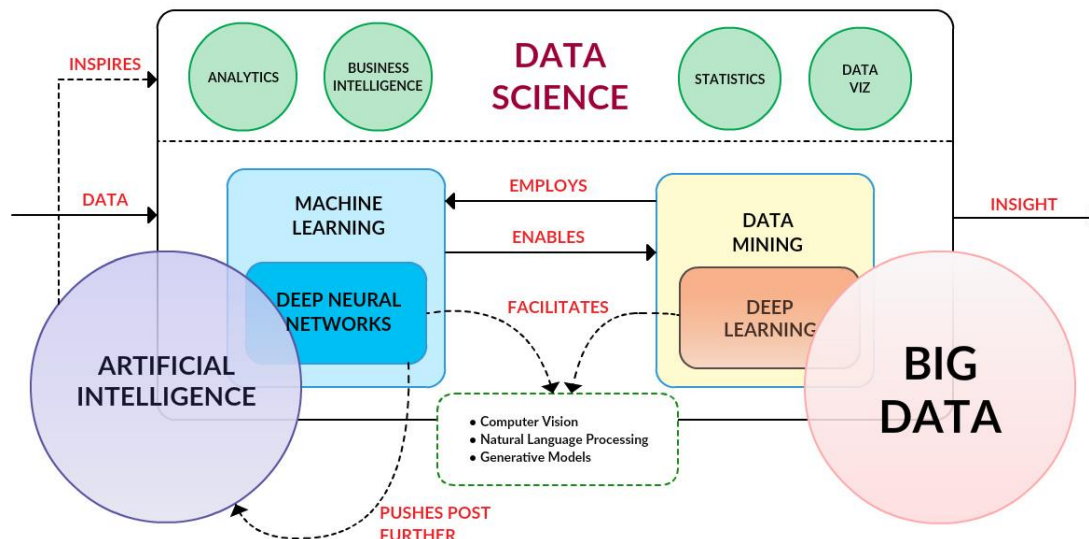 INSPIRES
ANALYTICS
BUSINESS
INTELLIGENCE
DATA
SCIENCE
STATISTICS
DATA
VIZ
DATA
MACHINE
LEARNING
EMPLOYS
ENABLES
DATA
MINING
INSIGHT
DEEP NEURAL
NETWORKS
FACILITATES
DEEP
LEARNING
ARTIFICIAL
INTELLIGENCE
BIG
DATA
● Computer Vision
● Natural Language Processing
● Generative Models
PUSHES POST
FURTHER